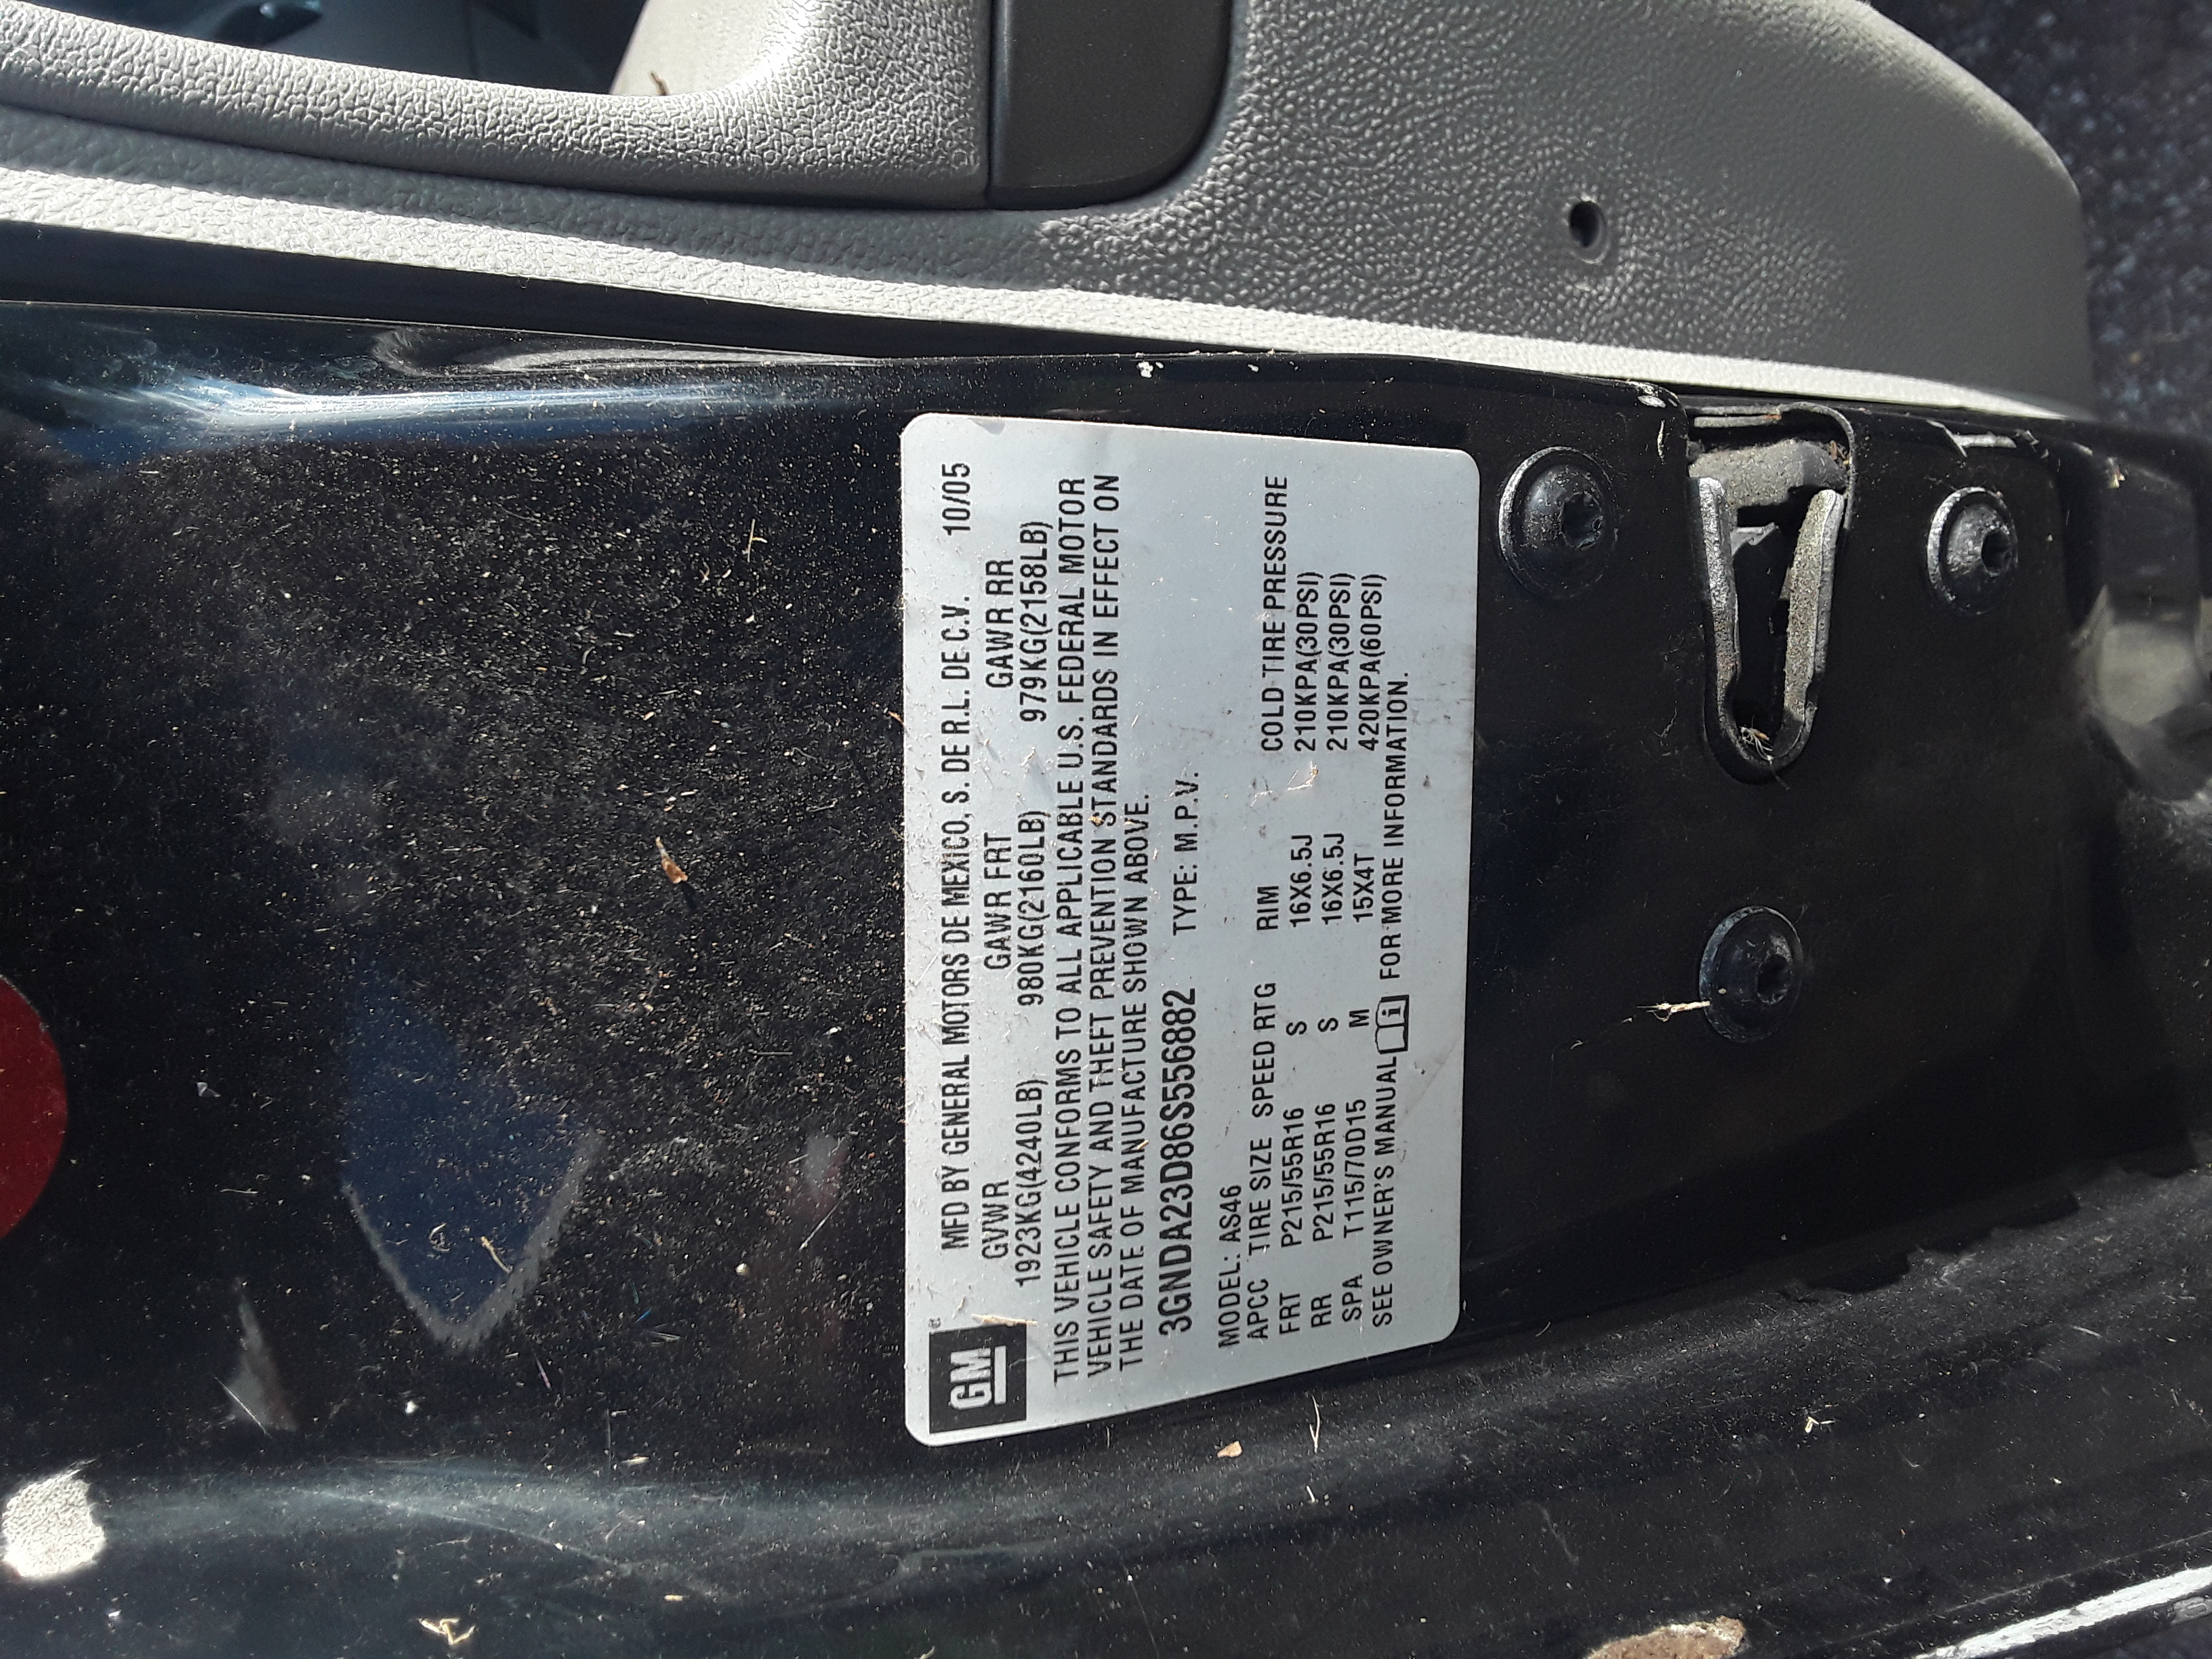 GM
MFD BY GENERAL MOTORS DE MEXICO, S. DE R.L. DE C.V. 10/05
GVWR GAWR FRT GAWR RR
1923KG(4240LB) 980KG(2160LB) 979KG(2158LB)
THIS VEHICLE CONFORMS TO ALL APPLICABLE U.S. FEDERAL MOTOR
VEHICLE SAFETY AND THEFT PREVENTION STANDARDS IN EFFECT ON
THE DATE OF MANUFACTURE SHOWN ABOVE.
3GNDA23D86S556882 TYPE: M.P.V.
MODEL: AS46
APCC TIRE SIZE SPEED RTG RIM COLD TIRE PRESSURE
FRT P215/55R16 S 16X6.5J 210KPA(30PSI)
RR P215/55R16 S 16X6.5J 210KPA(30PSI)
SPA T115/70D15 M 15X4T 420KPA(60PSI)
SEE OWNER'S MANUAL i FOR MORE INFORMATION.